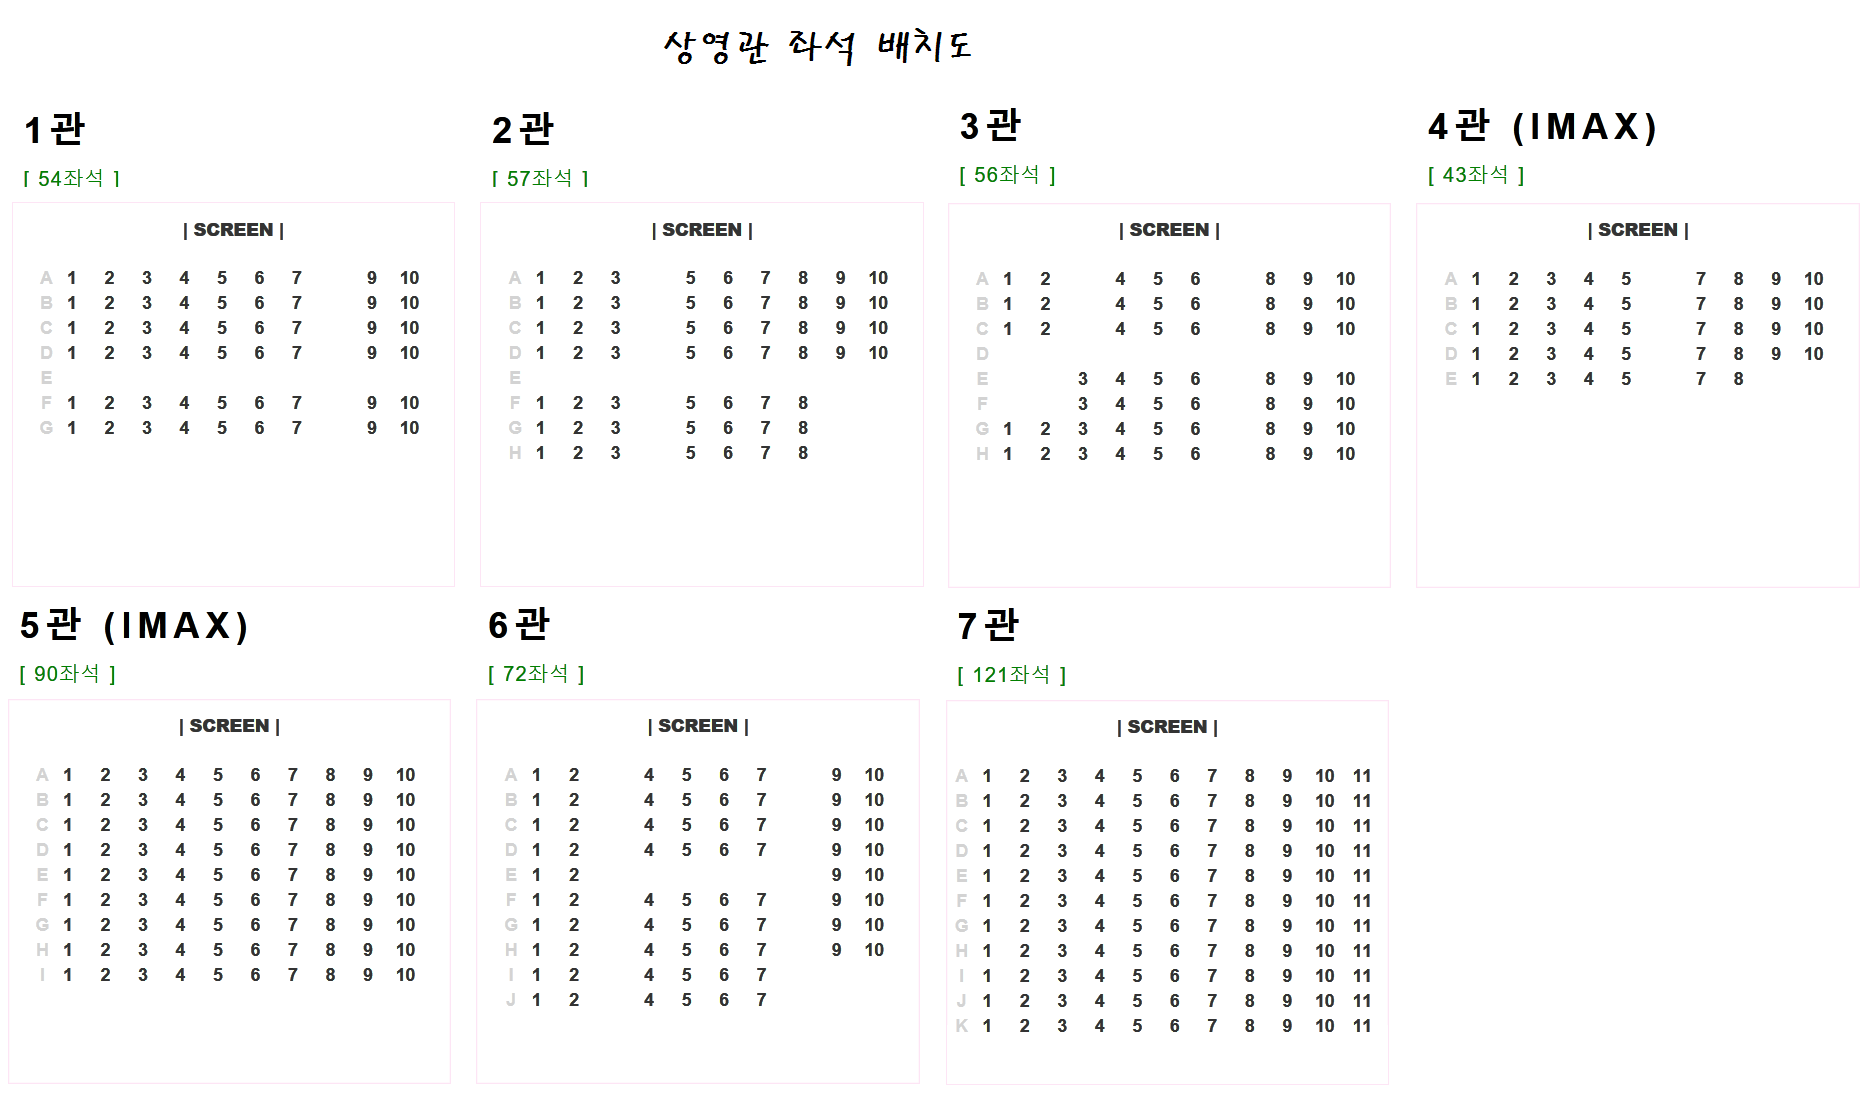 상영관 좌석 배치도
1관
[ 54좌석 ]
| SCREEN |
A 1 2 3 4 5 6 7 9 10
B 1 2 3 4 5 6 7 9 10
C 1 2 3 4 5 6 7 9 10
D 1 2 3 4 5 6 7 9 10
E
F 1 2 3 4 5 6 7 9 10
G 1 2 3 4 5 6 7 9 10
2관
[ 57좌석 ]
| SCREEN |
A 1 2 3 5 6 7 8 9 10
B 1 2 3 5 6 7 8 9 10
C 1 2 3 5 6 7 8 9 10
D 1 2 3 5 6 7 8 9 10
E
F 1 2 3 5 6 7 8
G 1 2 3 5 6 7 8
H 1 2 3 5 6 7 8
3관
[ 56좌석 ]
| SCREEN |
A 1 2 4 5 6 8 9 10
B 1 2 4 5 6 8 9 10
C 1 2 4 5 6 8 9 10
D
E 3 4 5 6 8 9 10
F 3 4 5 6 8 9 10
G 1 2 3 4 5 6 8 9 10
H 1 2 3 4 5 6 8 9 10
4관 (IMAX)
[ 43좌석 ]
| SCREEN |
A 1 2 3 4 5 7 8 9 10
B 1 2 3 4 5 7 8 9 10
C 1 2 3 4 5 7 8 9 10
D 1 2 3 4 5 7 8 9 10
E 1 2 3 4 5 7 8
5관 (IMAX)
[ 90좌석 ]
| SCREEN |
A 1 2 3 4 5 6 7 8 9 10
B 1 2 3 4 5 6 7 8 9 10
C 1 2 3 4 5 6 7 8 9 10
D 1 2 3 4 5 6 7 8 9 10
E 1 2 3 4 5 6 7 8 9 10
F 1 2 3 4 5 6 7 8 9 10
G 1 2 3 4 5 6 7 8 9 10
H 1 2 3 4 5 6 7 8 9 10
I 1 2 3 4 5 6 7 8 9 10
6관
[ 72좌석 ]
| SCREEN |
A 1 2 4 5 6 7 9 10
B 1 2 4 5 6 7 9 10
C 1 2 4 5 6 7 9 10
D 1 2 4 5 6 7 9 10
E 1 2 9 10
F 1 2 4 5 6 7 9 10
G 1 2 4 5 6 7 9 10
H 1 2 4 5 6 7 9 10
I 1 2 4 5 6 7
J 1 2 4 5 6 7
7관
[ 121좌석 ]
| SCREEN |
A 1 2 3 4 5 6 7 8 9 10 11
B 1 2 3 4 5 6 7 8 9 10 11
C 1 2 3 4 5 6 7 8 9 10 11
D 1 2 3 4 5 6 7 8 9 10 11
E 1 2 3 4 5 6 7 8 9 10 11
F 1 2 3 4 5 6 7 8 9 10 11
G 1 2 3 4 5 6 7 8 9 10 11
H 1 2 3 4 5 6 7 8 9 10 11
I 1 2 3 4 5 6 7 8 9 10 11
J 1 2 3 4 5 6 7 8 9 10 11
K 1 2 3 4 5 6 7 8 9 10 11